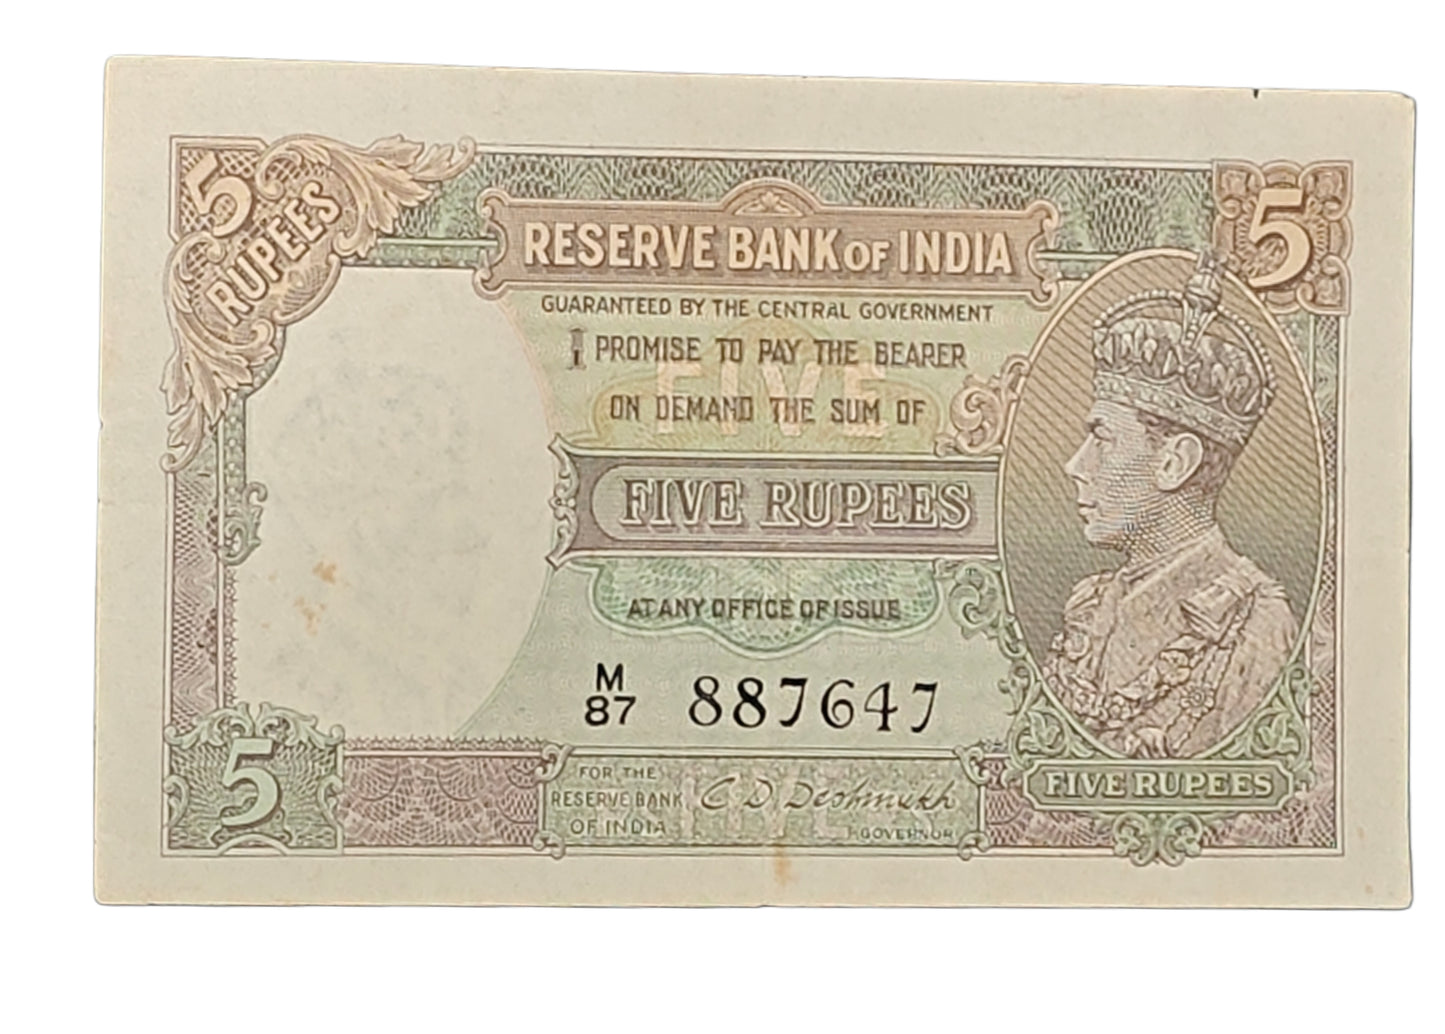 5
RUPEES
5
RESERVE BANK OF INDIA
GUARANTEED BY THE CENTRAL GOVERNMENT
I PROMISE TO PAY THE BEARER
FIVE
ON DEMAND THE SUM OF
FIVE RUPEES
AT ANY OFFICE OF ISSUE
M
87 887647
5
FOR THE
RESERVE BANK
OF INDIA
C D Deshmukh
GOVERNOR
FIVE RUPEES